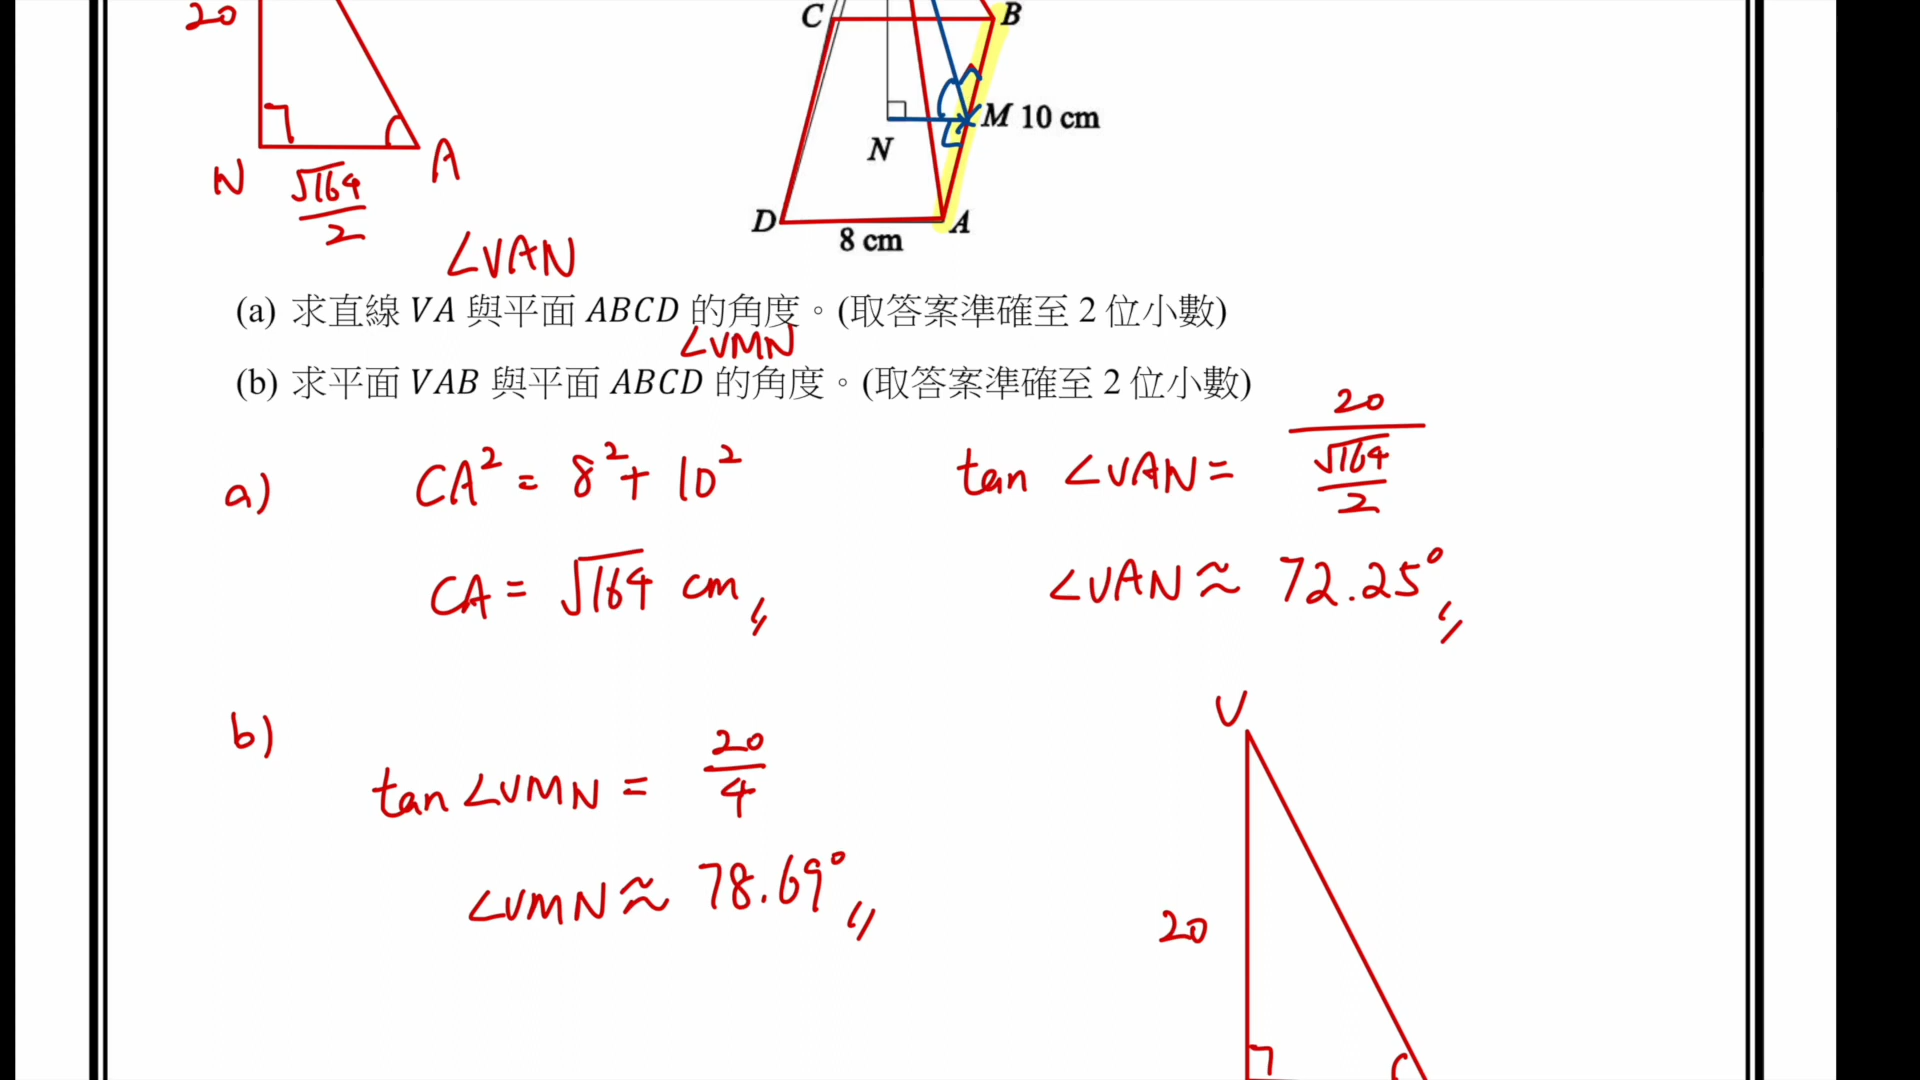 20
C
B
M 10 cm
N
N
√164/2
A
D
A
8 cm
∠VAN
(a) 求直線 VA 與平面 ABCD 的角度。(取答案準確至 2 位小數)
∠VMN
(b) 求平面 VAB 與平面 ABCD 的角度。(取答案準確至 2 位小數)
a)
CA² = 8² + 10²
tan ∠VAN = 20/(√164/2)
CA = √164 cm
∠VAN ≈ 72.25°
b)
V
tan ∠VMN = 20/4
∠VMN ≈ 78.69°
20